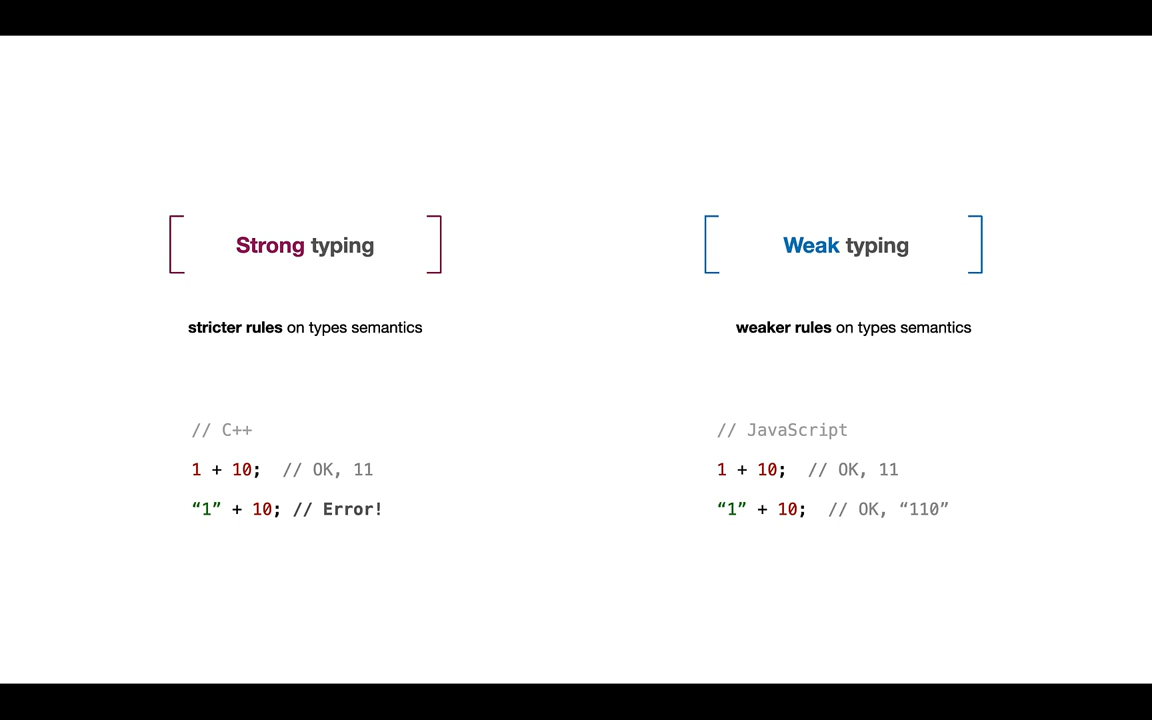 Strong typing
stricter rules on types semantics
// C++
1 + 10; // OK, 11
“1” + 10; // Error!
Weak typing
weaker rules on types semantics
// JavaScript
1 + 10; // OK, 11
“1” + 10; // OK, “110”